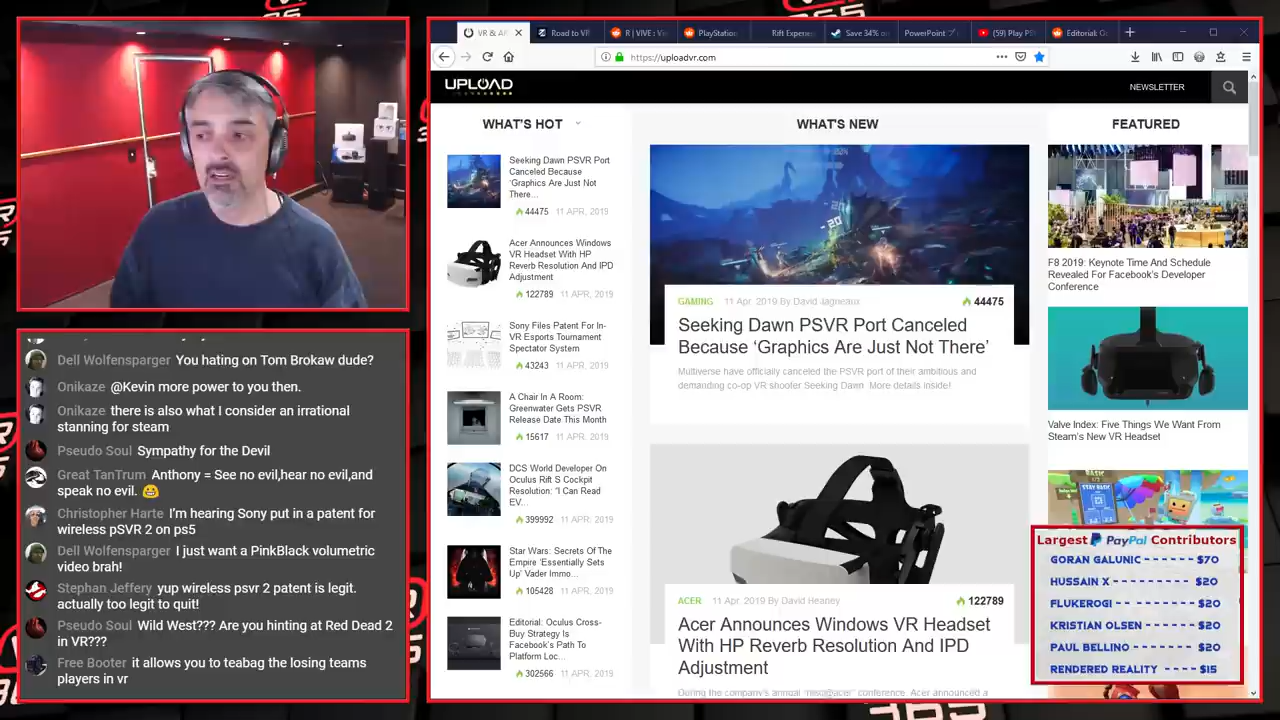 VR & AR
Road to VR
R | VIVE : Vi
PlayStation
Rift Experie
Save 34% on
PowerPoint
(59) Play PS
Editorial: O
https://uploadvr.com
UPLOAD
NEWSLETTER
WHAT'S HOT
Seeking Dawn PSVR Port
Canceled Because
'Graphics Are Just Not
There...
44475 11 APR, 2019
Acer Announces Windows
VR Headset With HP
Reverb Resolution And IPD
Adjustment
122789 11 APR, 2019
Sony Files Patent For In-
VR Esports Tournament
Spectator System
43243 11 APR, 2019
A Chair In A Room:
Greenwater Gets PSVR
Release Date This Month
15617 11 APR, 2019
DCS World Developer On
Oculus Rift S Cockpit
Resolution: "I Can Read
EV...
399992 11 APR, 2019
Star Wars: Secrets Of The
Empire 'Essentially Sets
Up' Vader Immo...
105428 11 APR, 2019
Editorial: Oculus Cross-
Buy Strategy Is
Facebook's Path To
Platform Loc...
302566 11 APR, 2019
WHAT'S NEW
GAMING 11 Apr. 2019 By David Jagneaux 44475
Seeking Dawn PSVR Port Canceled
Because 'Graphics Are Just Not There'
Multiverse have officially canceled the PSVR port of their ambitious and
demanding co-op VR shooter Seeking Dawn. More details inside!
ACER 11 Apr. 2019 By David Heaney 122789
Acer Announces Windows VR Headset
With HP Reverb Resolution And IPD
Adjustment
During the company's annual 'next@acer' conference, Acer announced a
FEATURED
F8 2019: Keynote Time And Schedule
Revealed For Facebook's Developer
Conference
Valve Index: Five Things We Want From
Steam's New VR Headset
Largest PayPal Contributors
GORAN GALUNIC - - - - - - $70
HUSSAIN X - - - - - - - - - $20
FLUKEROGI - - - - - - - - - $20
KRISTIAN OLSEN - - - - - - $20
PAUL BELLINO - - - - - - - $20
RENDERED REALITY - - - - $15
Dell Wolfensparger You hating on Tom Brokaw dude?
Onikaze @Kevin more power to you then.
Onikaze there is also what I consider an irrational
stanning for steam
Pseudo Soul Sympathy for the Devil
Great TanTrum Anthony = See no evil,hear no evil,and
speak no evil. 😁
Christopher Harte I'm hearing Sony put in a patent for
wireless pSVR 2 on ps5
Dell Wolfensparger I just want a PinkBlack volumetric
video brah!
Stephan Jeffery yup wireless psvr 2 patent is legit.
actually too legit to quit!
Pseudo Soul Wild West??? Are you hinting at Red Dead 2
in VR???
Free Booter it allows you to teabag the losing teams
players in vr